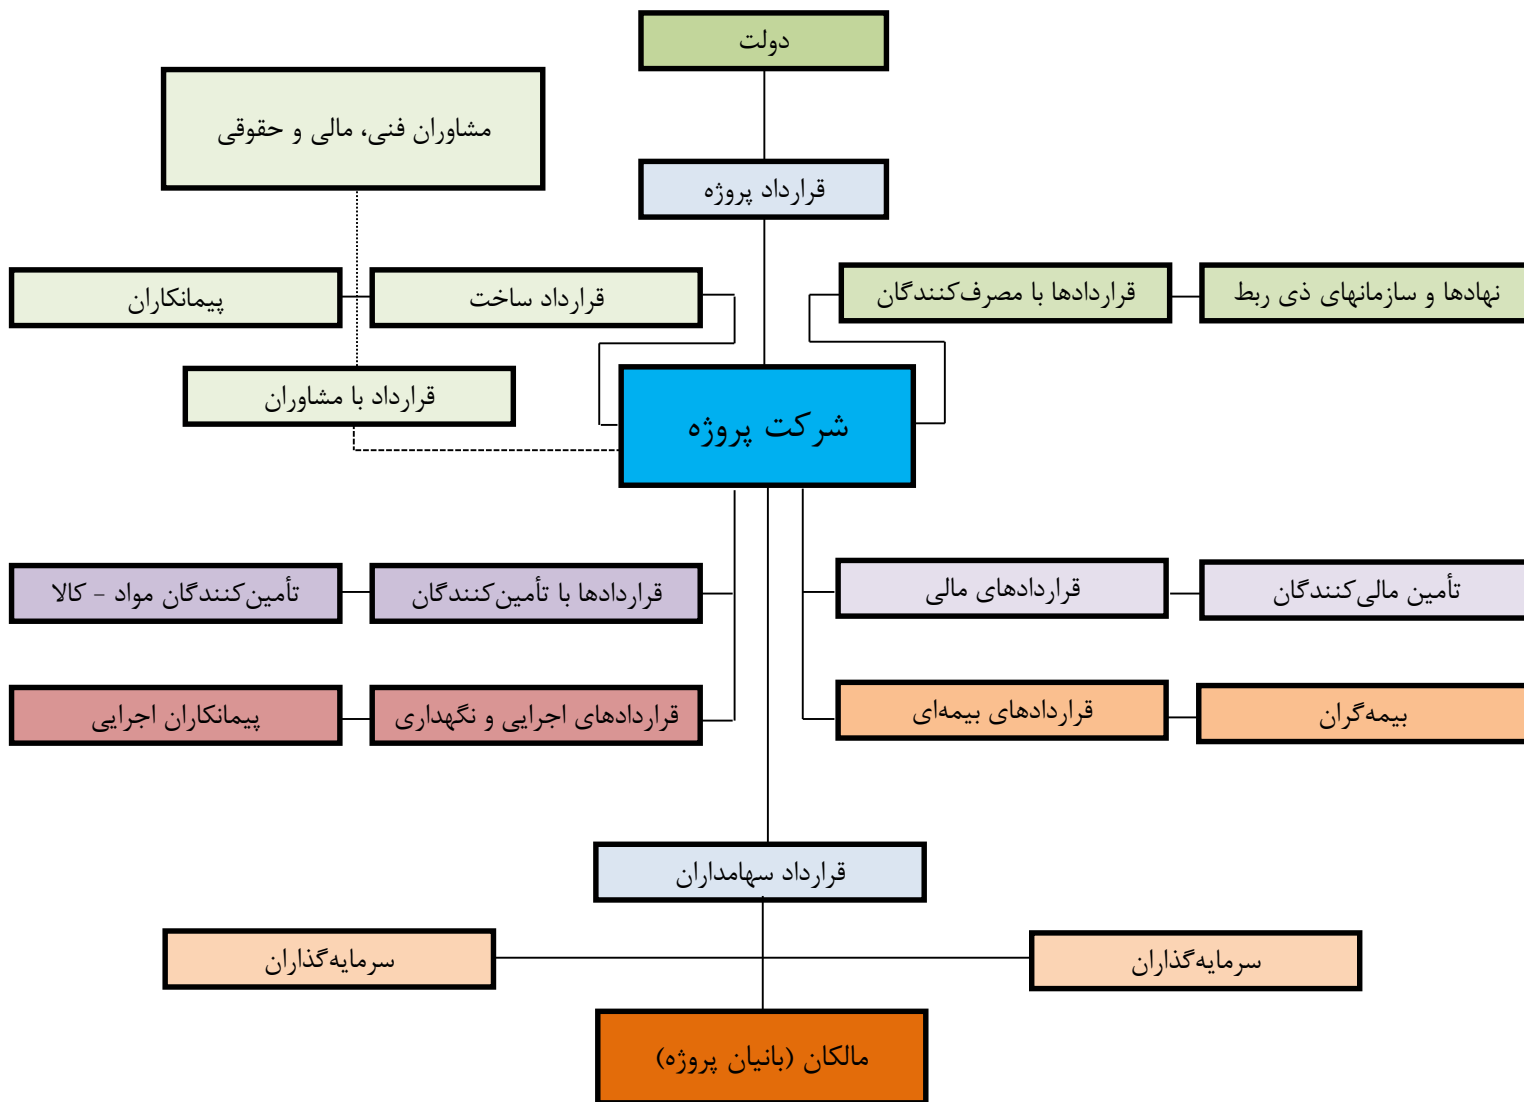 دولت
مشاوران فنی، مالی و حقوقی
قرارداد پروژه
نهادها و سازمانهای ذی ربط
قراردادها با مصرف‌کنندگان
قرارداد ساخت
پیمانکاران
قرارداد با مشاوران
شرکت پروژه
تأمین مالی‌کنندگان
قراردادهای مالی
قراردادها با تأمین‌کنندگان
تأمین‌کنندگان مواد - کالا
بیمه‌گران
قراردادهای بیمه‌ای
قراردادهای اجرایی و نگهداری
پیمانکاران اجرایی
قرارداد سهامداران
سرمایه‌گذاران
سرمایه‌گذاران
مالکان (بانیان پروژه)